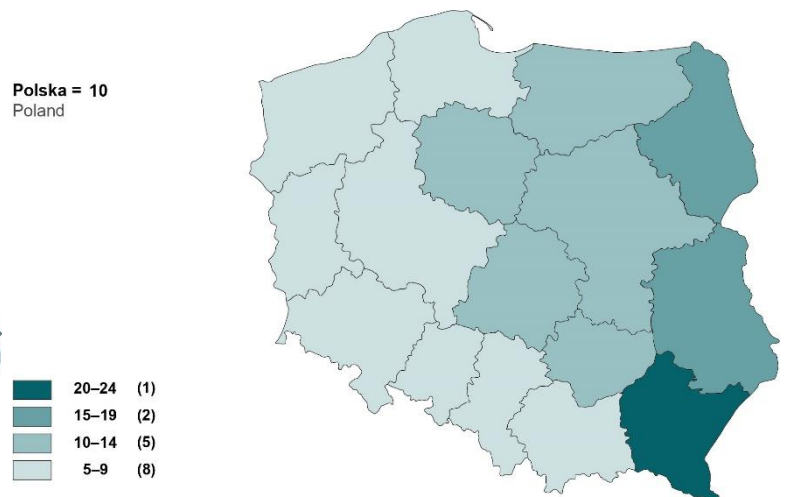 Polska = 10
Poland
20–24 (1)
15–19 (2)
10–14 (5)
5–9 (8)